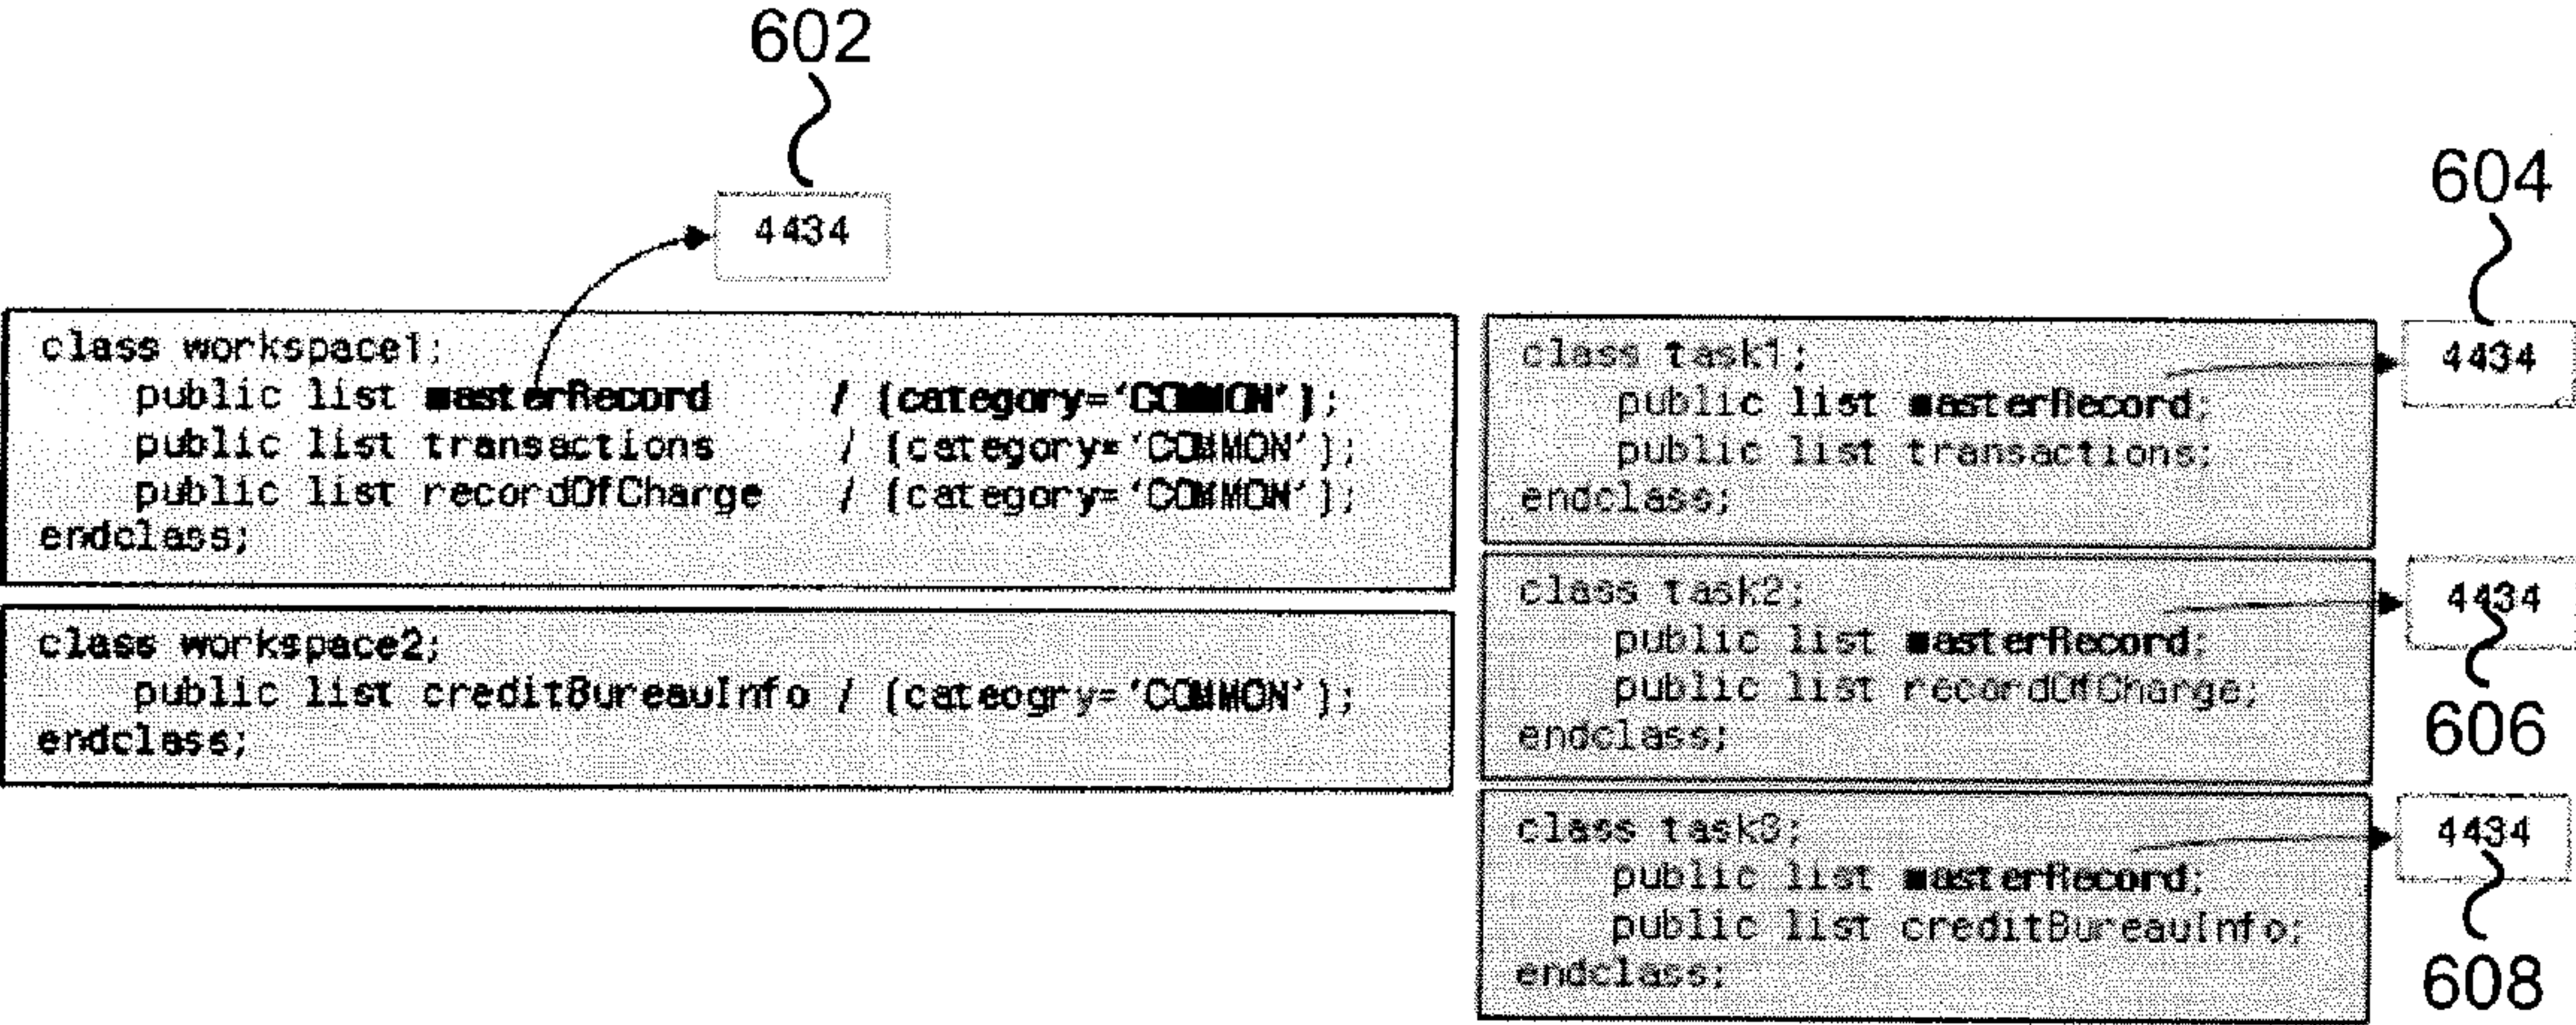 602
4434
class workspace1;
public list masterRecord / (category='COMMON');
public list transactions / (category='COMMON');
public list recordOfCharge / (category='COMMON');
endclass;
class workspace2;
public list creditBureauInfo / (cateogry='COMMON');
endclass;
604
4434
class task1;
public list masterRecord;
public list transactions;
endclass;
4434
606
class task2;
public list masterRecord;
public list recordOfCharge;
endclass;
4434
608
class task3;
public list masterRecord;
public list creditBureauInfo;
endclass;